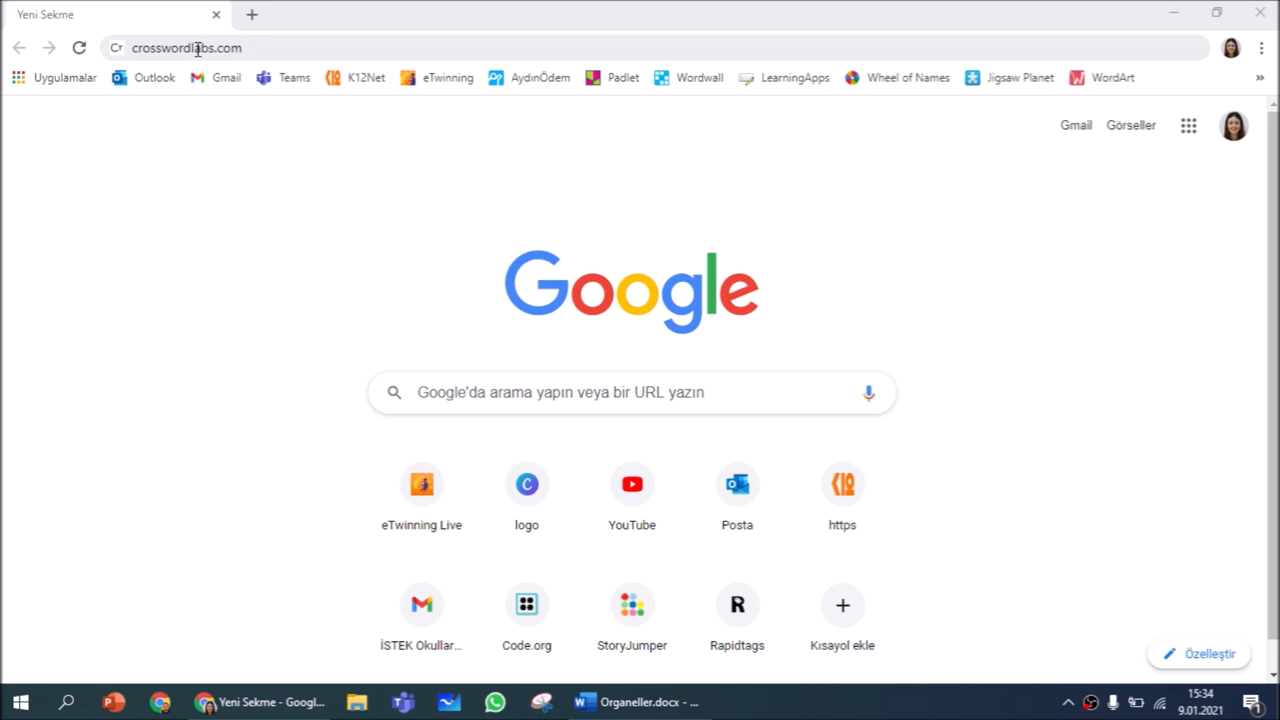 Yeni Sekme
Cr crosswordlabs.com
Uygulamalar Outlook Gmail Teams K12Net eTwinning AydınÖdem Padlet Wordwall LearningApps Wheel of Names Jigsaw Planet WordArt »
Gmail Görseller
Google
Google'da arama yapın veya bir URL yazın
eTwinning Live logo YouTube Posta https
İSTEK Okullar... Code.org StoryJumper Rapidtags Kısayol ekle
Özelleştir
Yeni Sekme - Googl... Organeller.docx - ...
15:34
9.01.2021
1